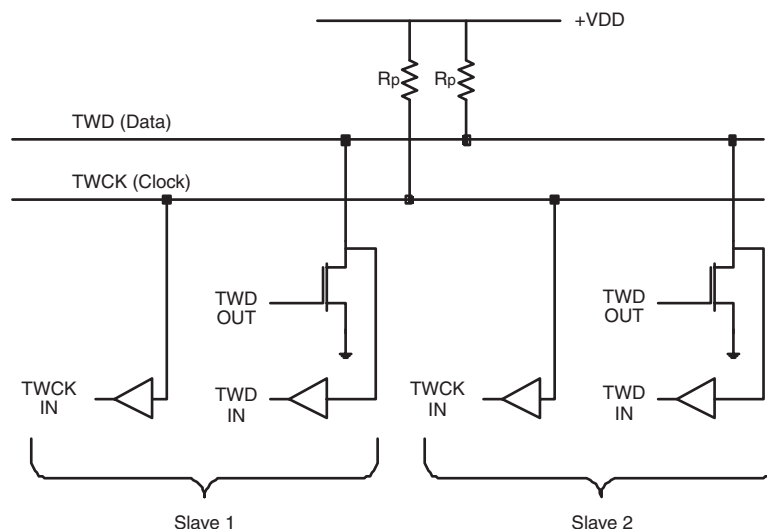 +VDD
Rp
Rp
TWD (Data)
TWCK (Clock)
TWD
OUT
TWD
OUT
TWCK
IN
TWD
IN
TWCK
IN
TWD
IN
Slave 1
Slave 2